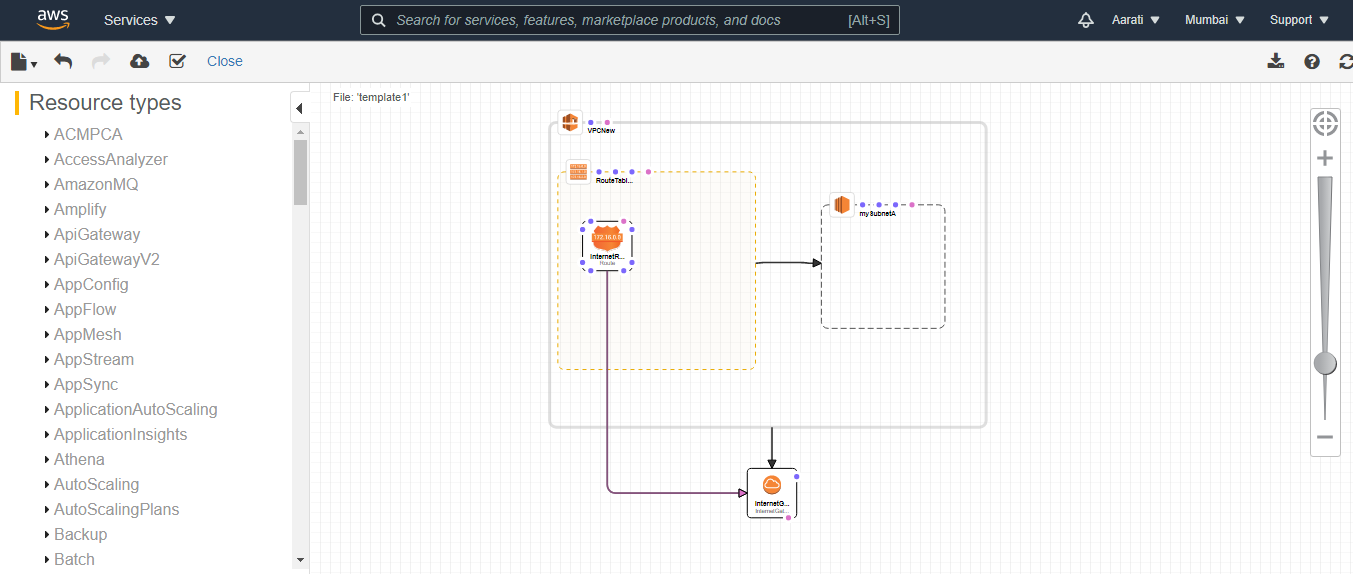 aws
Services
Search for services, features, marketplace products, and docs [Alt+S]
Aarati
Mumbai
Support
Close
Resource types
ACMPCA
AccessAnalyzer
AmazonMQ
Amplify
ApiGateway
ApiGatewayV2
AppConfig
AppFlow
AppMesh
AppStream
AppSync
ApplicationAutoScaling
ApplicationInsights
Athena
AutoScaling
AutoScalingPlans
Backup
Batch
File: 'template1'
VPCNew
RouteTabl...
172.16.0.0
InternetR...
Route
mySubnetA
InternetG...
InternetGat...